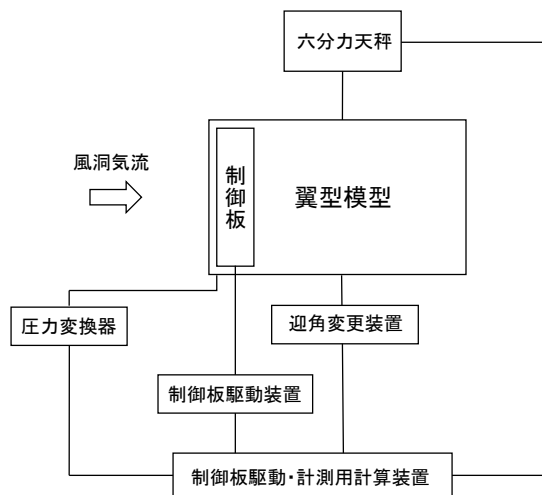 六分力天秤
風洞気流
制御板
翼型模型
圧力変換器
迎角変更装置
制御板駆動装置
制御板駆動・計測用計算装置